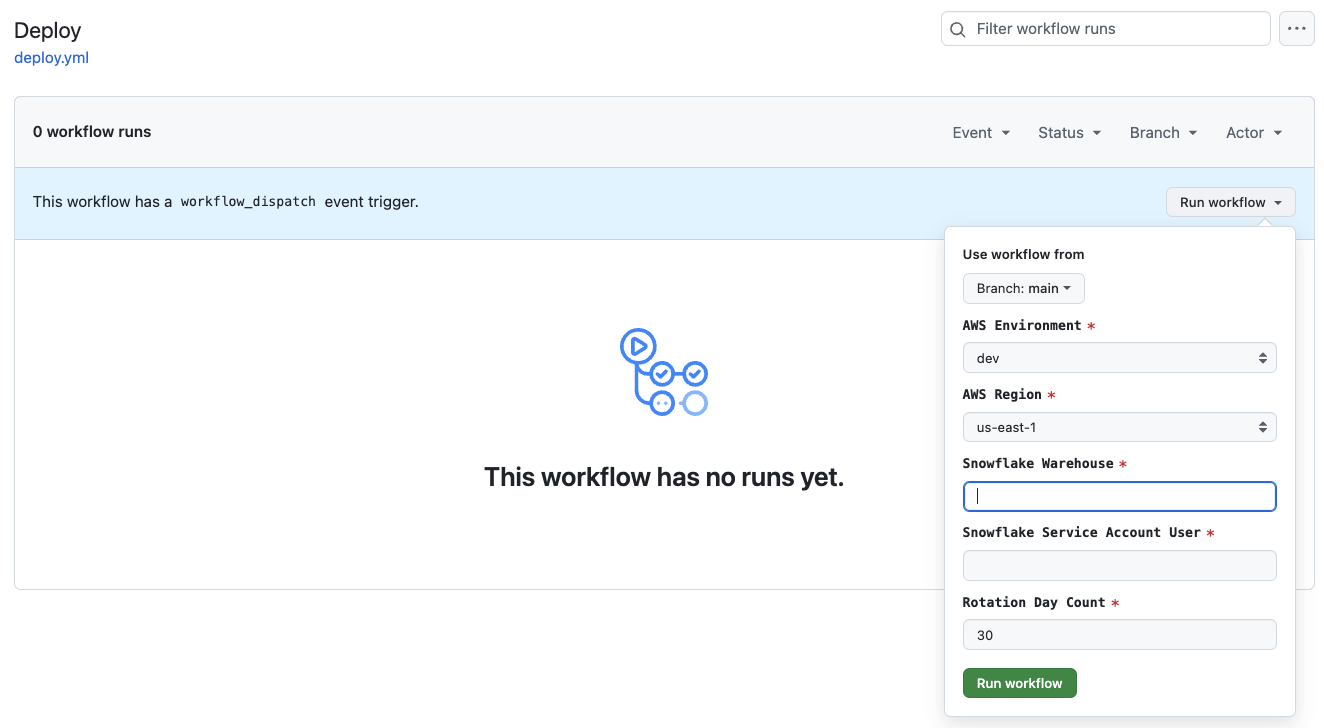 Deploy
Filter workflow runs
deploy.yml
0 workflow runs
Event Status Branch Actor
This workflow has a workflow_dispatch event trigger.
Run workflow
Use workflow from
Branch: main
AWS Environment *
dev
AWS Region *
us-east-1
Snowflake Warehouse *
This workflow has no runs yet.
Snowflake Service Account User *
Rotation Day Count *
30
Run workflow